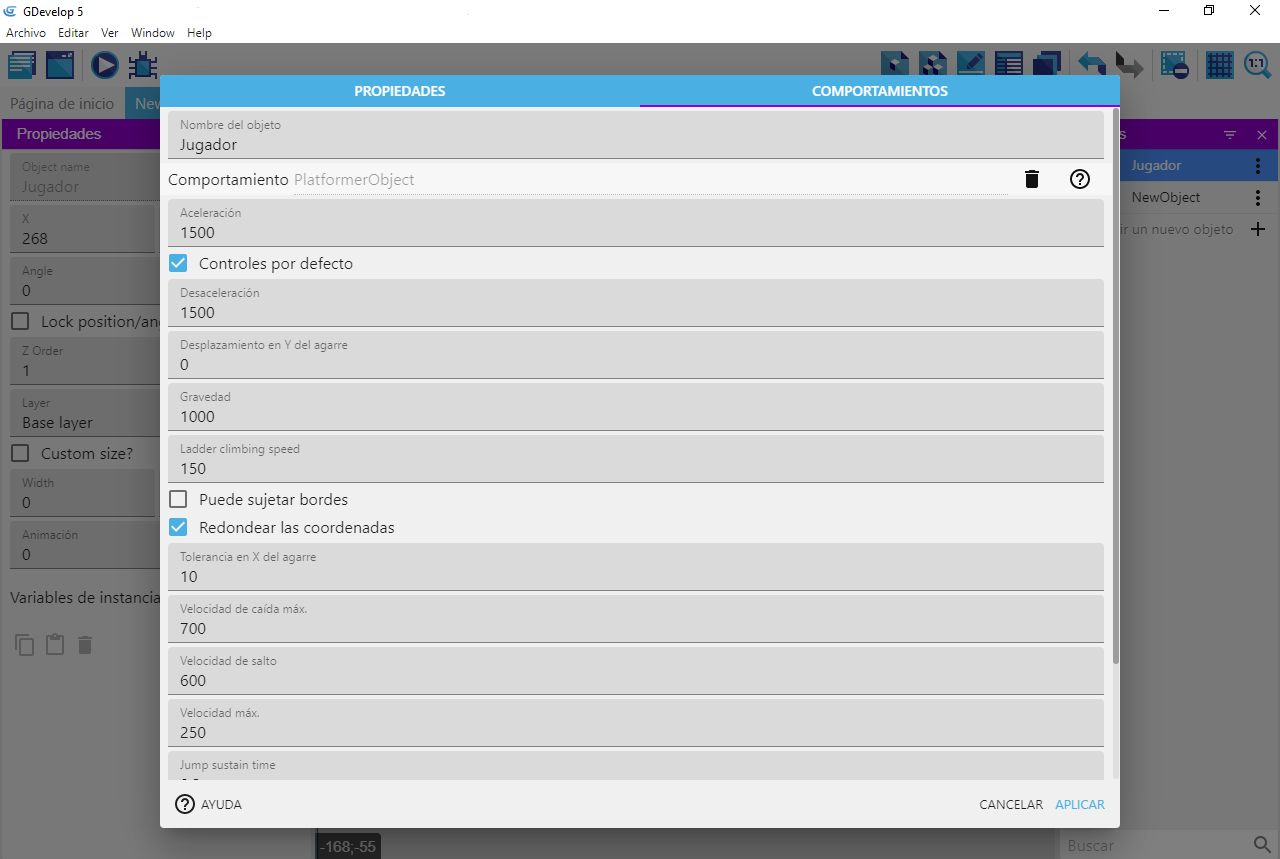 GDevelop 5
Archivo Editar Ver Window Help
1:1
Página de inicio New
PROPIEDADES COMPORTAMIENTOS
Propiedades
Object name
Jugador
X
268
Angle
0
Lock position/an
Z Order
1
Layer
Base layer
Custom size?
Width
0
Animación
0
Variables de instancia
Nombre del objeto
Jugador
Comportamiento PlatformerObject
Aceleración
1500
Controles por defecto
Desaceleración
1500
Desplazamiento en Y del agarre
0
Gravedad
1000
Ladder climbing speed
150
Puede sujetar bordes
Redondear las coordenadas
Tolerancia en X del agarre
10
Velocidad de caída máx.
700
Velocidad de salto
600
Velocidad máx.
250
Jump sustain time
AYUDA
CANCELAR APLICAR
s
Jugador
NewObject
ir un nuevo objeto
-168;-55
Buscar